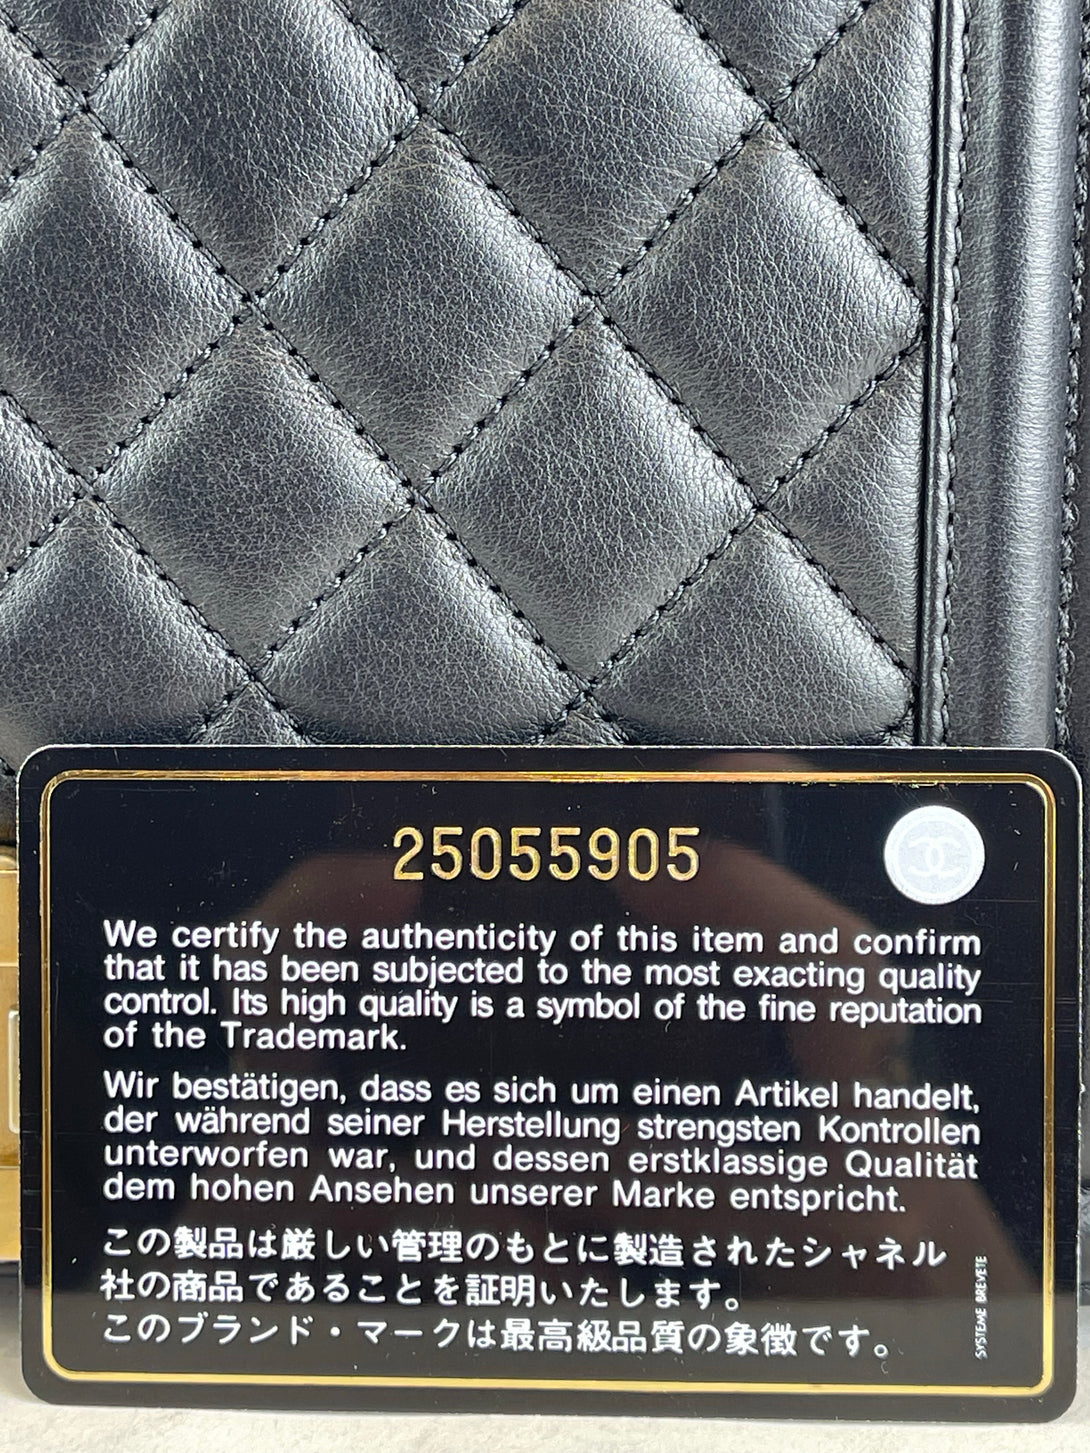 25055905
We certify the authenticity of this item and confirm
that it has been subjected to the most exacting quality
control. Its high quality is a symbol of the fine reputation
of the Trademark.
Wir bestätigen, dass es sich um einen Artikel handelt,
der während seiner Herstellung strengsten Kontrollen
unterworfen war, und dessen erstklassige Qualität
dem hohen Ansehen unserer Marke entspricht.
この製品は厳しい管理のもとに製造されたシャネル
社の商品であることを証明いたします。
このブランド・マークは最高級品質の象徴です。
SYSTEME BREVETE